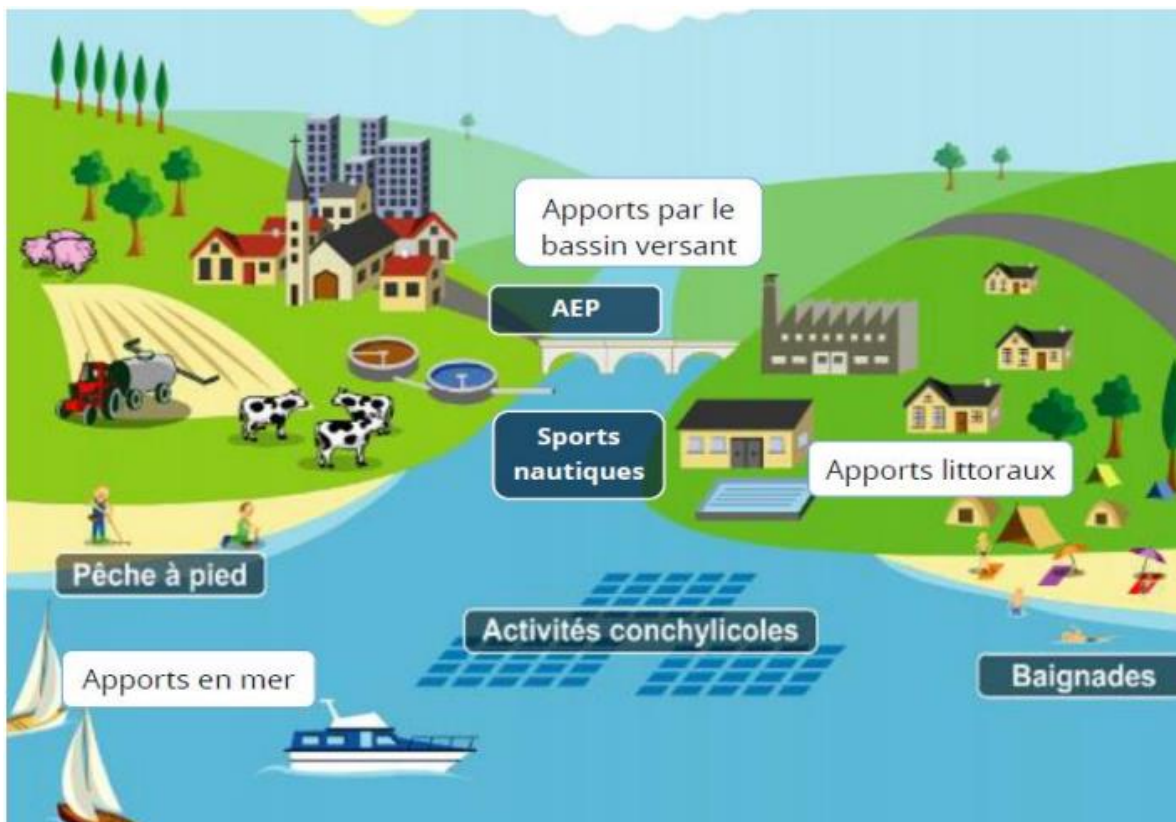 Apports par le
bassin versant
AEP
Sports
nautiques
Apports littoraux
Pêche à pied
Activités conchylicoles
Apports en mer
Baignades